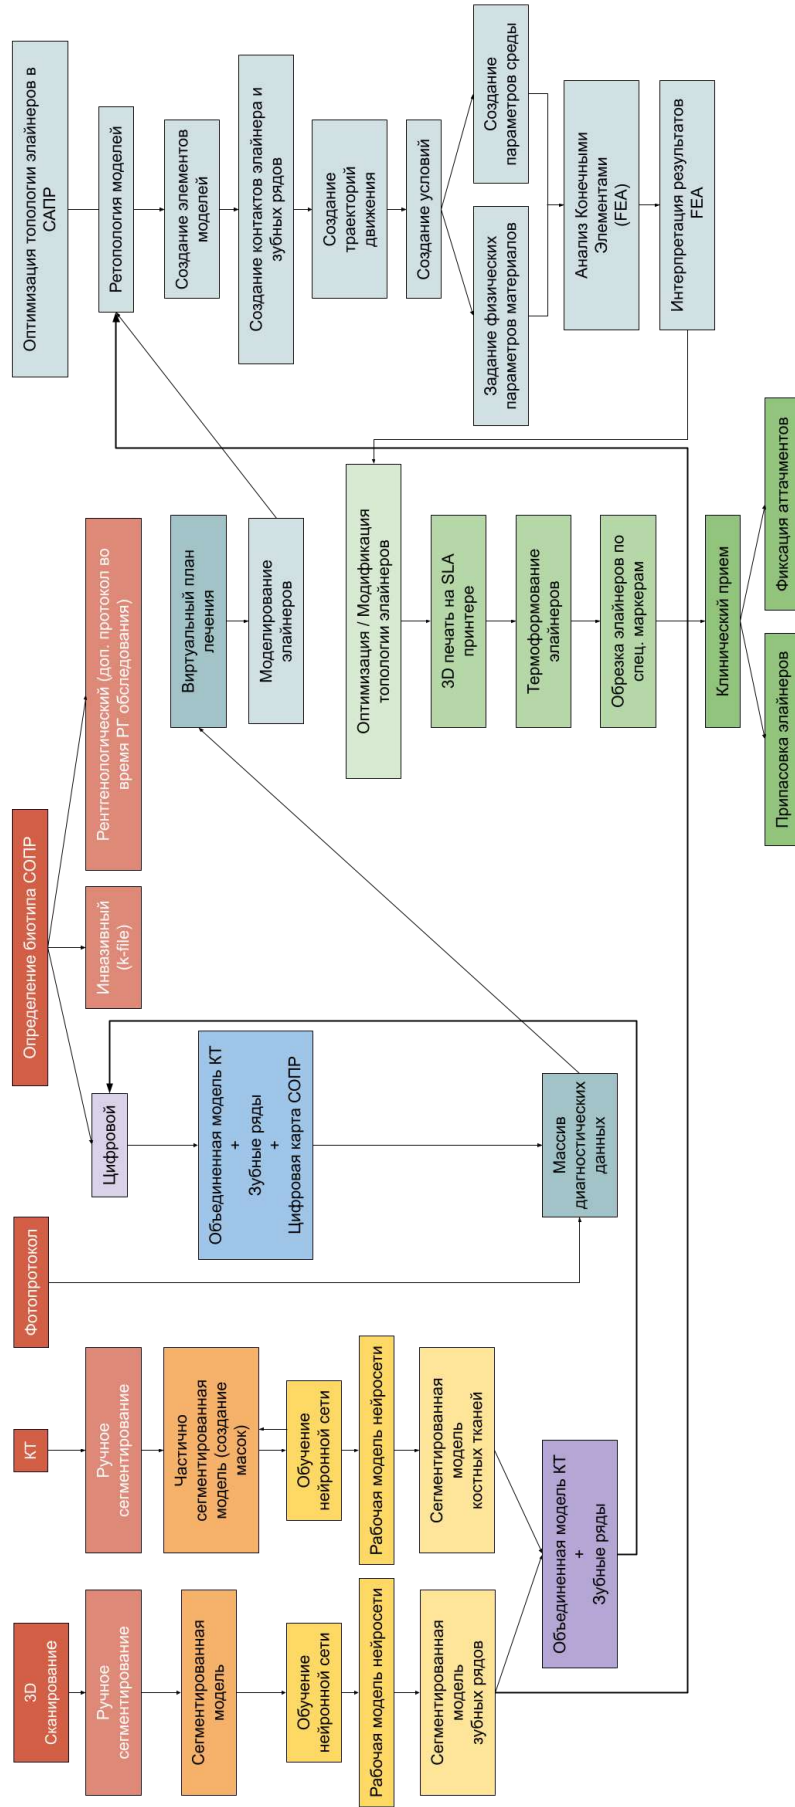 3D
Сканирование
Ручное
сегментирование
Сегментированная
модель
Обучение
нейронной сети
Рабочая модель нейросети
Сегментированная
модель
зубных рядов
КТ
Ручное
сегментирование
Частично
сегментированная
модель (создание
масок)
Обучение
нейронной сети
Рабочая модель нейросети
Сегментированная
модель
костных тканей
Объединенная модель КТ
+
Зубные ряды
Фотопротокол
Определение биотипа СОПР
Цифровой
Инвазивный
(k-file)
Рентгенологический (доп. протокол во
время РГ обследования)
Объединенная модель КТ
+
Зубные ряды
+
Цифровая карта СОПР
Массив
диагностических
данных
Виртуальный план
лечения
Моделирование
элайнеров
Оптимизация топологии элайнеров в
САПР
Ретопология моделей
Создание элементов
моделей
Создание контактов элайнера и
зубных рядов
Создание
траекторий
движения
Создание условий
Задание физических
параметров материалов
Создание
параметров среды
Анализ Конечными
Элементами
(FEA)
Интерпретация результатов
FEA
Оптимизация / Модификация
топологии элайнеров
3D печать на SLA
принтере
Термоформование
элайнеров
Обрезка элайнеров по
спец. маркерам
Клинический прием
Припасовка элайнеров
Фиксация аттачментов